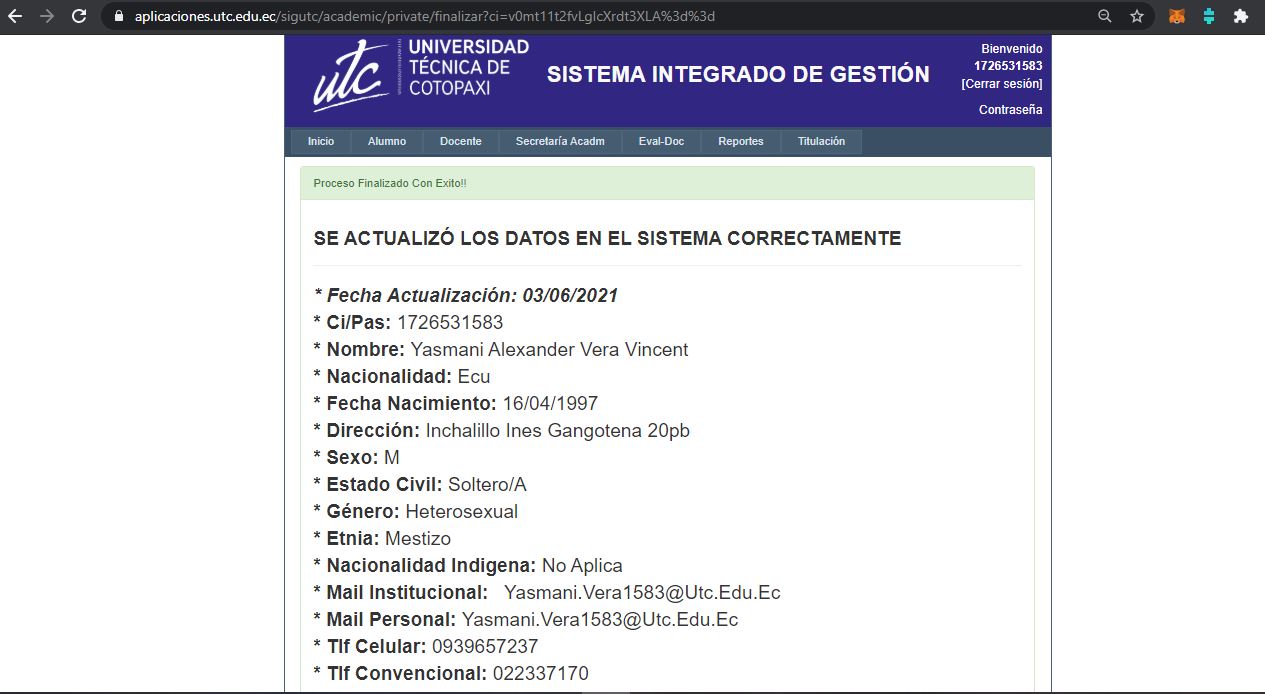 aplicaciones.utc.edu.ec/sigutc/academic/private/finalizar?ci=v0mt11t2fvLgIcXrdt3XLA%3d%3d
utc
UNIVERSIDAD
TÉCNICA DE
COTOPAXI
SISTEMA INTEGRADO DE GESTIÓN
Bienvenido
1726531583
[Cerrar sesión]
Contraseña
Inicio Alumno Docente Secretaría Acadm Eval-Doc Reportes Titulación
Proceso Finalizado Con Exito!!
SE ACTUALIZÓ LOS DATOS EN EL SISTEMA CORRECTAMENTE
* Fecha Actualización: 03/06/2021
* Ci/Pas: 1726531583
* Nombre: Yasmani Alexander Vera Vincent
* Nacionalidad: Ecu
* Fecha Nacimiento: 16/04/1997
* Dirección: Inchalillo Ines Gangotena 20pb
* Sexo: M
* Estado Civil: Soltero/A
* Género: Heterosexual
* Etnia: Mestizo
* Nacionalidad Indigena: No Aplica
* Mail Institucional: Yasmani.Vera1583@Utc.Edu.Ec
* Mail Personal: Yasmani.Vera1583@Utc.Edu.Ec
* Tlf Celular: 0939657237
* Tlf Convencional: 022337170